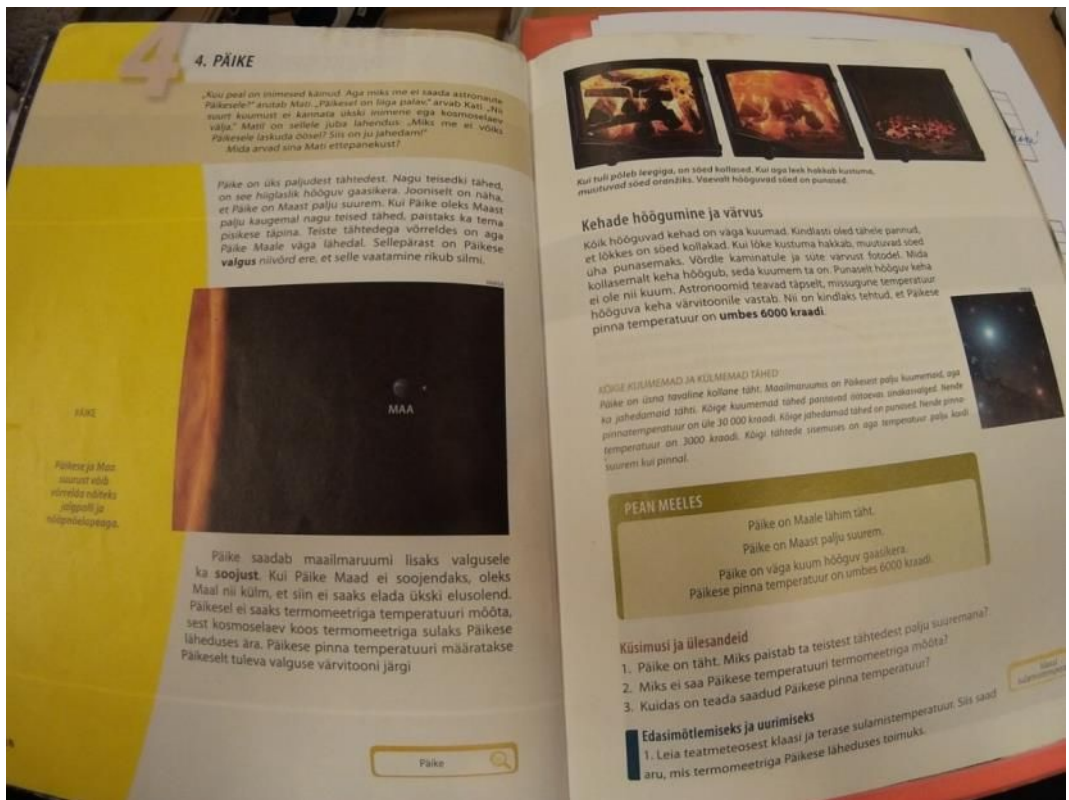 4
4. PÄIKE
„Kuu peal on inimesed käinud. Aga miks me ei saada astronaute
Päikesele?” arutab Mati. „Päikesel on liiga palav,” arvab Kati. „Nii
suurt kuumust ei kannata ükski inimene ega kosmoselaev
välja.” Matil on sellele juba lahendus: „Miks me ei võiks
Päikesele laskuda öösel? Siis on ju jahedam!”
Mida arvad sina Mati ettepanekust?
Päike on üks paljudest tähtedest. Nagu teisedki tähed,
on see hiiglaslik hõõguv gaasikera. Jooniselt on näha,
et Päike on Maast palju suurem. Kui Päike oleks Maast
palju kaugemal nagu teised tähed, paistaks ka tema
pisikese täpina. Teiste tähtedega võrreldes on aga
Päike Maale väga lähedal. Sellepärast on Päikese
valgus niivõrd ere, et selle vaatamine rikub silmi.
MAA
PÄIKE
Päikese ja Maa
suurust võib
võrrelda näiteks
jalgpalli ja
nööpnõelapeaga.
Päike saadab maailmaruumi lisaks valgusele
ka soojust. Kui Päike Maad ei soojendaks, oleks
Maal nii külm, et siin ei saaks elada ükski elusolend.
Päikesel ei saaks termomeetriga temperatuuri mõõta,
sest kosmoselaev koos termomeetriga sulaks Päikese
läheduses ära. Päikese pinna temperatuuri määratakse
Päikeselt tuleva valguse värvitooni järgi
Päike
Kui tuli põleb leegiga, on söed kollased. Kui aga leek hakkab kustuma,
muutuvad söed oranžiks. Vaevalt hõõguvad söed on punased.
Kehade hõõgumine ja värvus
Kõik hõõguvad kehad on väga kuumad. Kindlasti oled tähele pannud,
et lõkkes on söed kollakad. Kui lõke kustuma hakkab, muutuvad söed
üha punasemaks. Võrdle kaminatule ja süte värvust fotodel. Mida
kollasemalt keha hõõgub, seda kuumem ta on. Punaselt hõõguv keha
ei ole nii kuum. Astronoomid teavad täpselt, missugune temperatuur
hõõguva keha värvitoonile vastab. Nii on kindlaks tehtud, et Päikese
pinna temperatuur on umbes 6000 kraadi.
KÕIGE KUUMEMAD JA KÜLMEMAD TÄHED
Päike on üsna tavaline kollane täht. Maailmaruumis on Päikesest palju kuumemaid, aga
ka jahedamaid tähti. Kõige kuumemad tähed paistavad öötaevas sinakasvalged. Nende
pinnatemperatuur on üle 30 000 kraadi. Kõige jahedamad tähed on punased. Nende pinna-
temperatuur on 3000 kraadi. Kõigi tähtede sisemuses on aga temperatuur palju kordi
suurem kui pinnal.
PEAN MEELES
Päike on Maale lähim täht.
Päike on Maast palju suurem.
Päike on väga kuum hõõguv gaasikera.
Päikese pinna temperatuur on umbes 6000 kraadi.
Küsimusi ja ülesandeid
1. Päike on täht. Miks paistab ta teistest tähtedest palju suuremana?
2. Miks ei saa Päikese temperatuuri termomeetriga mõõta?
3. Kuidas on teada saadud Päikese pinna temperatuur?
Edasimõtlemiseks ja uurimiseks
1. Leia teatmeteosest klaasi ja terase sulamistemperatuur. Siis saad
aru, mis termomeetriga Päikese läheduses toimuks.